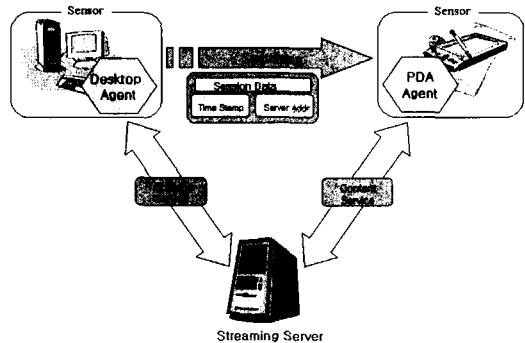 Sensor
Sensor
Desktop
Agent
PDA
Agent
Session Data
Time Stamp
Server Addr
Content
Service
Streaming Server